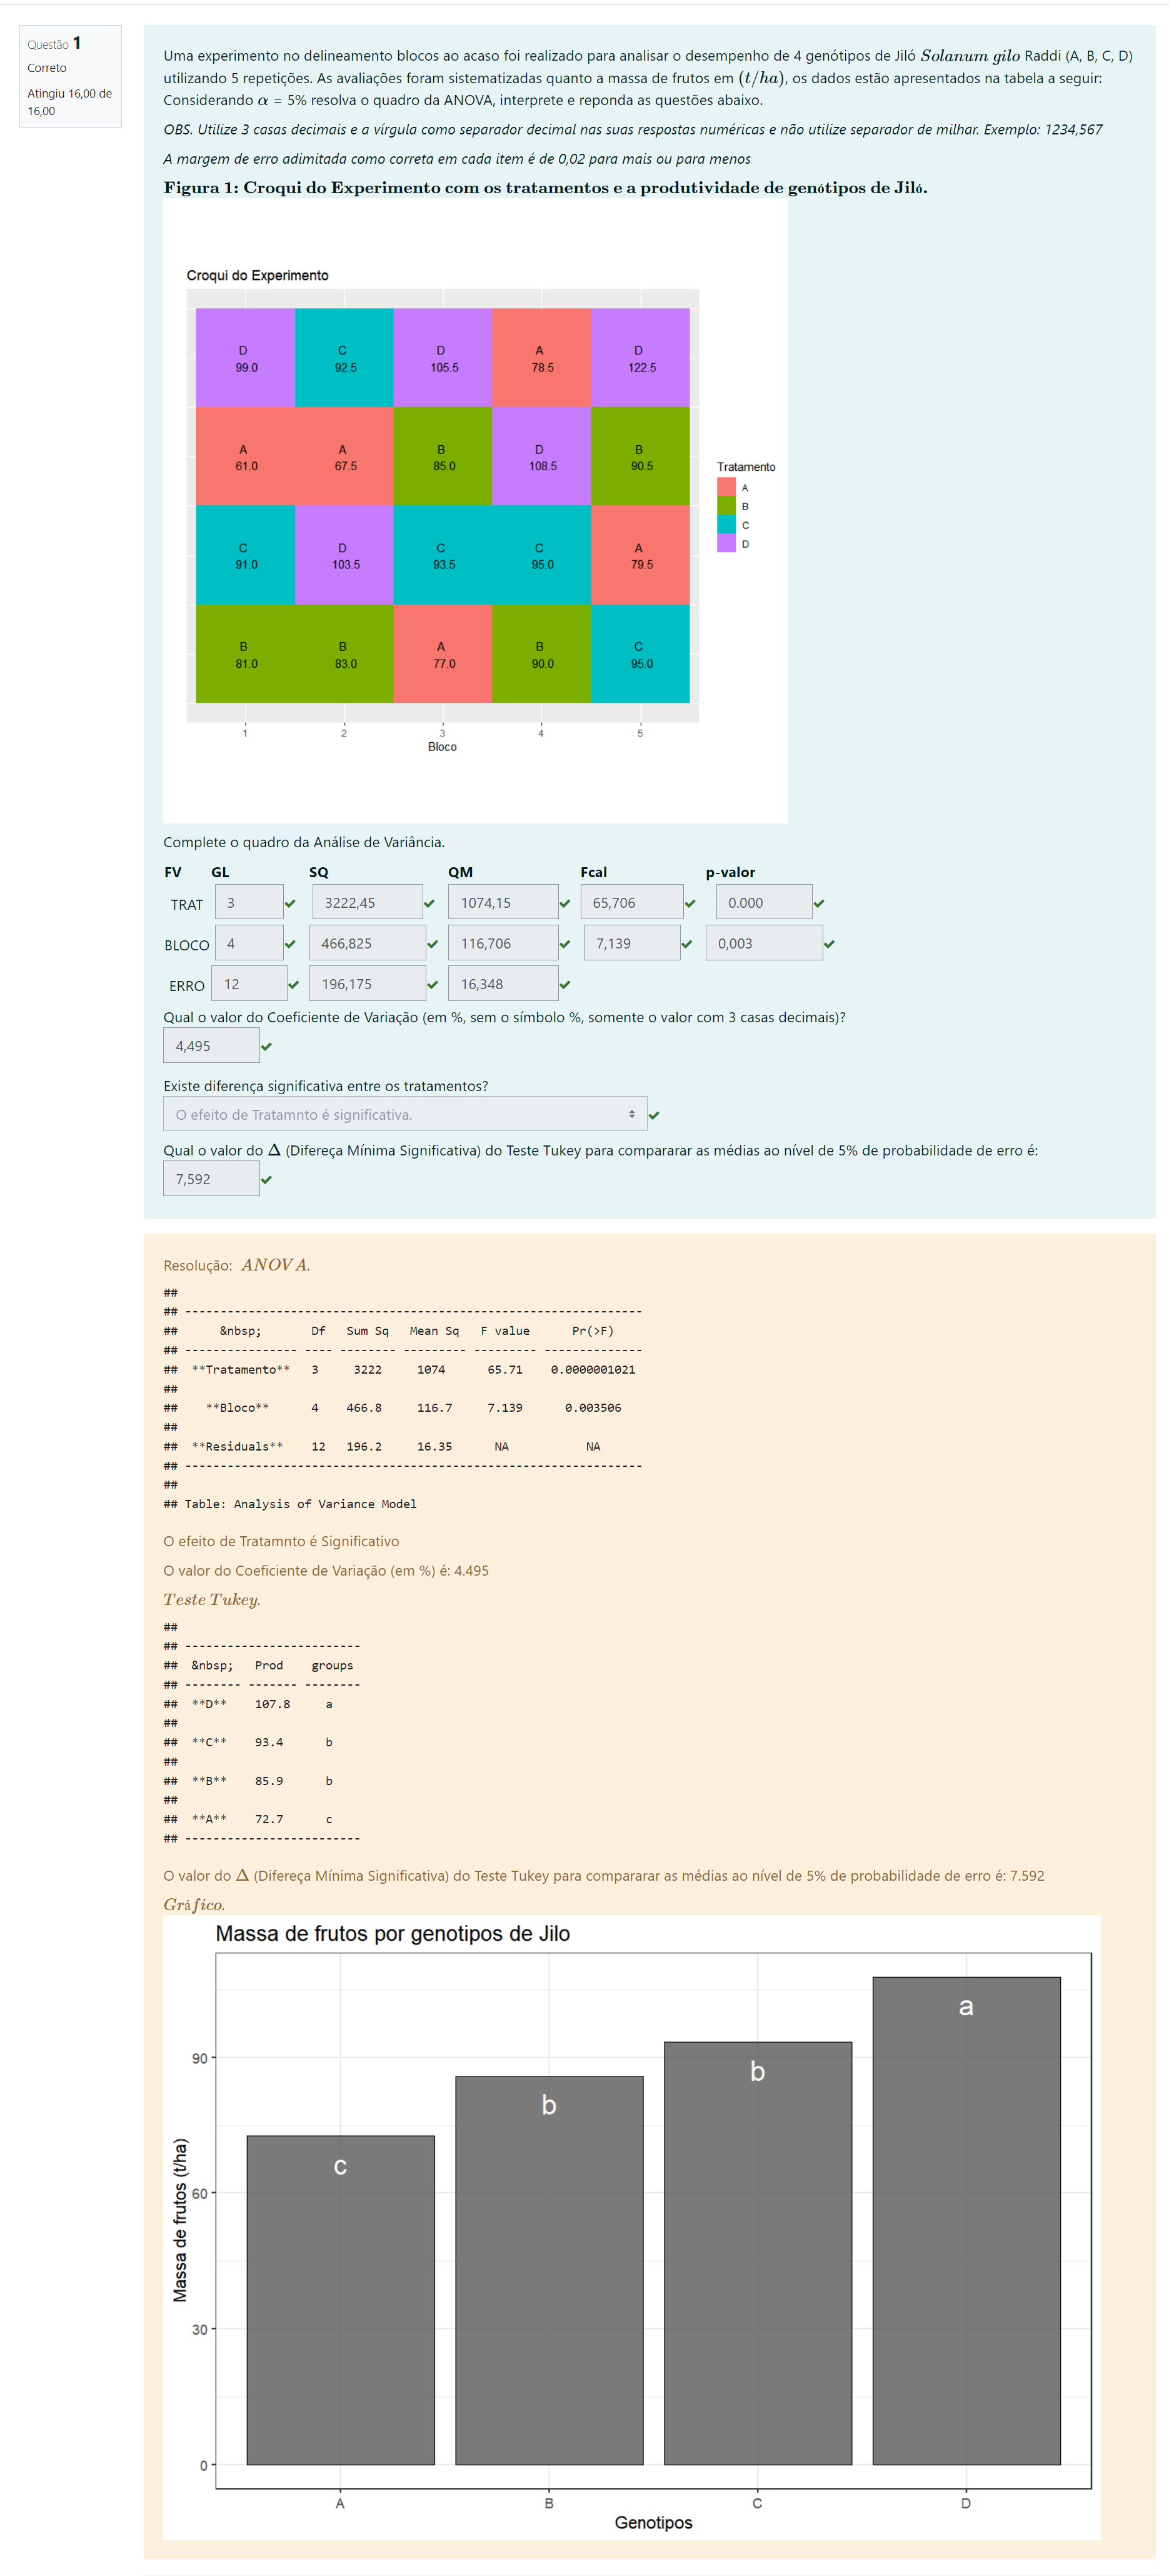 Questão 1
Correto
Atingiu 16,00 de
16,00
Uma experimento no delineamento blocos ao acaso foi realizado para analisar o desempenho de 4 genótipos de Jiló Solanum gilo Raddi (A, B, C, D)
utilizando 5 repetições. As avaliações foram sistematizadas quanto a massa de frutos em (t/ha), os dados estão apresentados na tabela a seguir:
Considerando α = 5% resolva o quadro da ANOVA, interprete e reponda as questões abaixo.
OBS. Utilize 3 casas decimais e a vírgula como separador decimal nas suas respostas numéricas e não utilize separador de milhar. Exemplo: 1234,567
A margem de erro adimitada como correta em cada item é de 0,02 para mais ou para menos
Figura 1: Croqui do Experimento com os tratamentos e a produtividade de genótipos de Jiló.
Croqui do Experimento
D C D A D
99.0 92.5 105.5 78.5 122.5
A A B D B
61.0 67.5 85.0 108.5 90.5
Tratamento
A
B
C
D
C D C C A
91.0 103.5 93.5 95.0 79.5
B B A B C
81.0 83.0 77.0 90.0 95.0
1 2 3 4 5
Bloco
Complete o quadro da Análise de Variância.
FV GL SQ QM Fcal p-valor
TRAT 3 3222,45 1074,15 65,706 0.000
BLOCO 4 466,825 116,706 7,139 0,003
ERRO 12 196,175 16,348
Qual o valor do Coeficiente de Variação (em %, sem o símbolo %, somente o valor com 3 casas decimais)?
4,495
Existe diferença significativa entre os tratamentos?
O efeito de Tratamnto é significativa.
Qual o valor do Δ (Difereça Mínima Significativa) do Teste Tukey para compararar as médias ao nível de 5% de probabilidade de erro é:
7,592
Resolução: ANOVA.
##
## -----------------------------------------------------------------
## &nbsp; Df Sum Sq Mean Sq F value Pr(>F)
## ---------------- ---- -------- --------- --------- --------------
## **Tratamento** 3 3222 1074 65.71 0.0000001021
##
## **Bloco** 4 466.8 116.7 7.139 0.003506
##
## **Residuals** 12 196.2 16.35 NA NA
## -----------------------------------------------------------------
##
## Table: Analysis of Variance Model
O efeito de Tratamnto é Significativo
O valor do Coeficiente de Variação (em %) é: 4.495
Teste Tukey.
##
## -------------------------
## &nbsp; Prod groups
## -------- ------- --------
## **D** 107.8 a
##
## **C** 93.4 b
##
## **B** 85.9 b
##
## **A** 72.7 c
## -------------------------
O valor do Δ (Difereça Mínima Significativa) do Teste Tukey para compararar as médias ao nível de 5% de probabilidade de erro é: 7.592
Gráfico.
Massa de frutos por genotipos de Jilo
Massa de frutos (t/ha)
90
60
30
0
c
b
b
a
A B C D
Genotipos